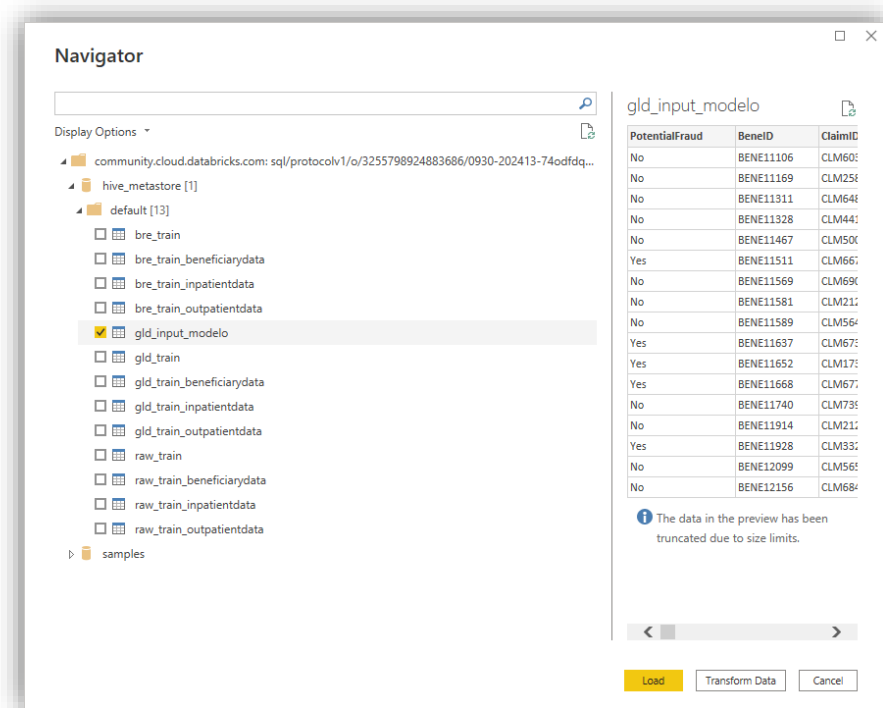 Navigator
Display Options
community.cloud.databricks.com: sql/protocolv1/o/3255798924883686/0930-202413-74odfdq...
hive_metastore [1]
default [13]
bre_train
bre_train_beneficiarydata
bre_train_inpatientdata
bre_train_outpatientdata
gld_input_modelo
gld_train
gld_train_beneficiarydata
gld_train_inpatientdata
gld_train_outpatientdata
raw_train
raw_train_beneficiarydata
raw_train_inpatientdata
raw_train_outpatientdata
samples
gld_input_modelo
PotentialFraud BeneID ClaimID
No BENE11106 CLM603
No BENE11169 CLM258
No BENE11311 CLM648
No BENE11328 CLM441
No BENE11467 CLM500
Yes BENE11511 CLM667
No BENE11569 CLM690
No BENE11581 CLM212
No BENE11589 CLM564
Yes BENE11637 CLM673
Yes BENE11652 CLM173
Yes BENE11668 CLM677
No BENE11740 CLM739
No BENE11914 CLM212
Yes BENE11928 CLM332
No BENE12099 CLM565
No BENE12156 CLM684
The data in the preview has been
truncated due to size limits.
Load Transform Data Cancel